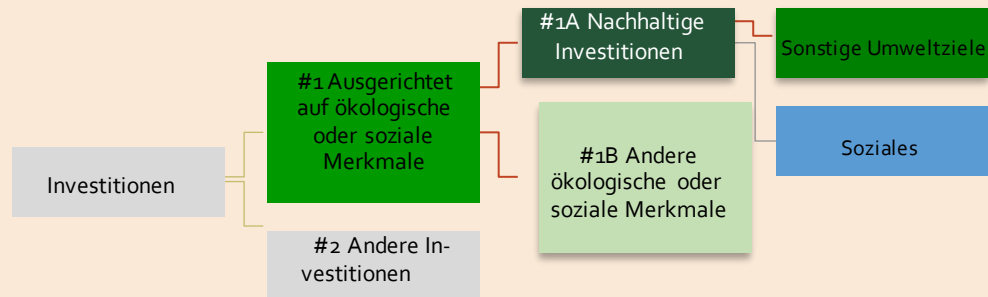 Investitionen
#1 Ausgerichtet
auf ökologische
oder soziale
Merkmale
#2 Andere In-
vestitionen
#1A Nachhaltige
Investitionen
#1B Andere
ökologische oder
soziale Merkmale
Sonstige Umweltziele
Soziales